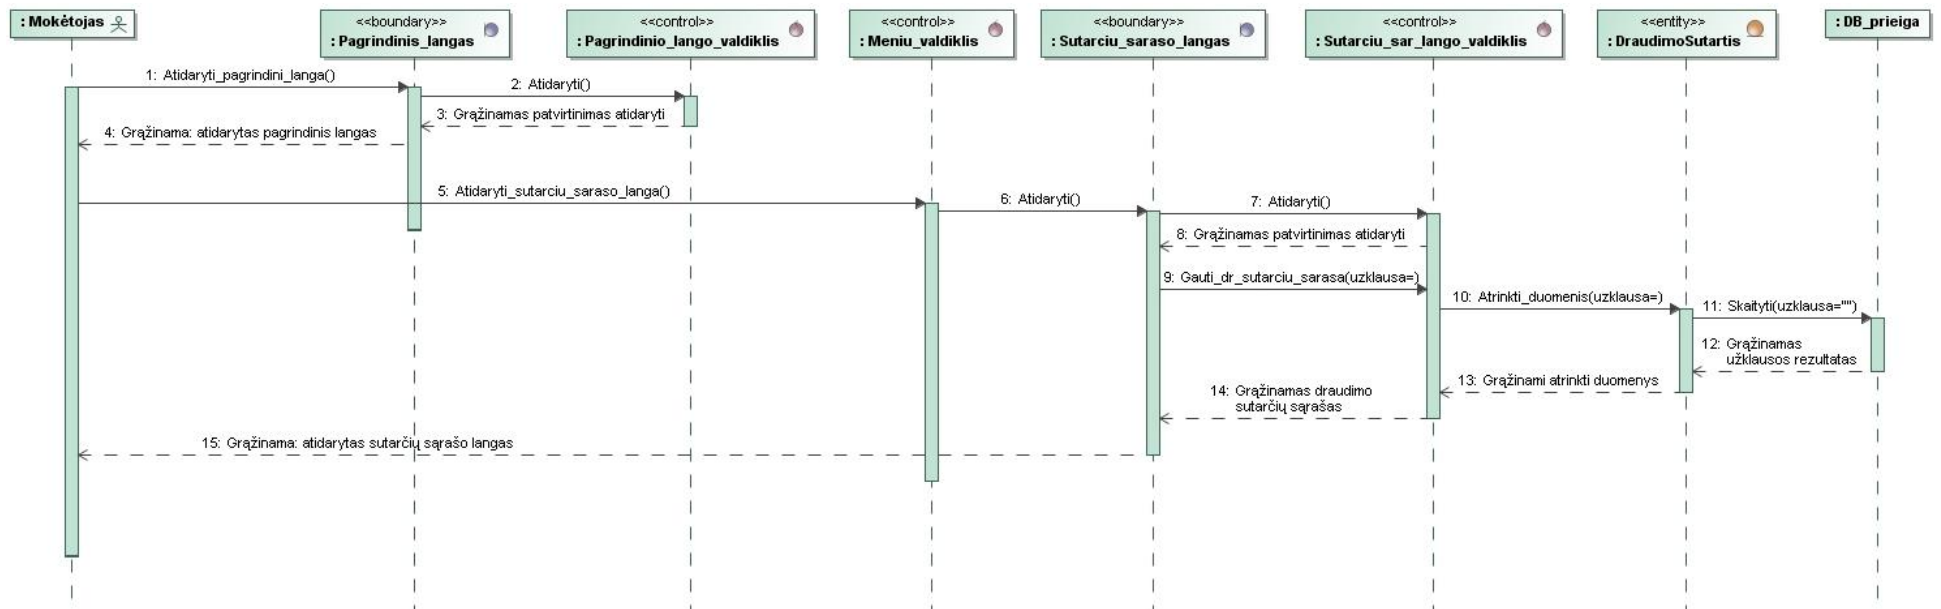 : Mokėtojas
<<boundary>>
: Pagrindinis_langas
<<control>>
: Pagrindinio_lango_valdiklis
<<control>>
: Meniu_valdiklis
<<boundary>>
: Sutarciu_saraso_langas
<<control>>
: Sutarciu_sar_lango_valdiklis
<<entity>>
: DraudimoSutartis
: DB_prieiga
1: Atidaryti_pagrindini_langa()
2: Atidaryti()
3: Grąžinamas patvirtinimas atidaryti
4: Grąžinama: atidarytas pagrindinis langas
5: Atidaryti_sutarciu_saraso_langa()
6: Atidaryti()
7: Atidaryti()
8: Grąžinamas patvirtinimas atidaryti
9: Gauti_dr_sutarciu_sarasa(uzklausa=)
10: Atrinkti_duomenis(uzklausa=)
11: Skaityti(uzklausa="")
12: Grąžinamas
užklausos rezultatas
13: Grąžinami atrinkti duomenys
14: Grąžinamas draudimo
sutarčių sąrašas
15: Grąžinama: atidarytas sutarčių sąrašo langas